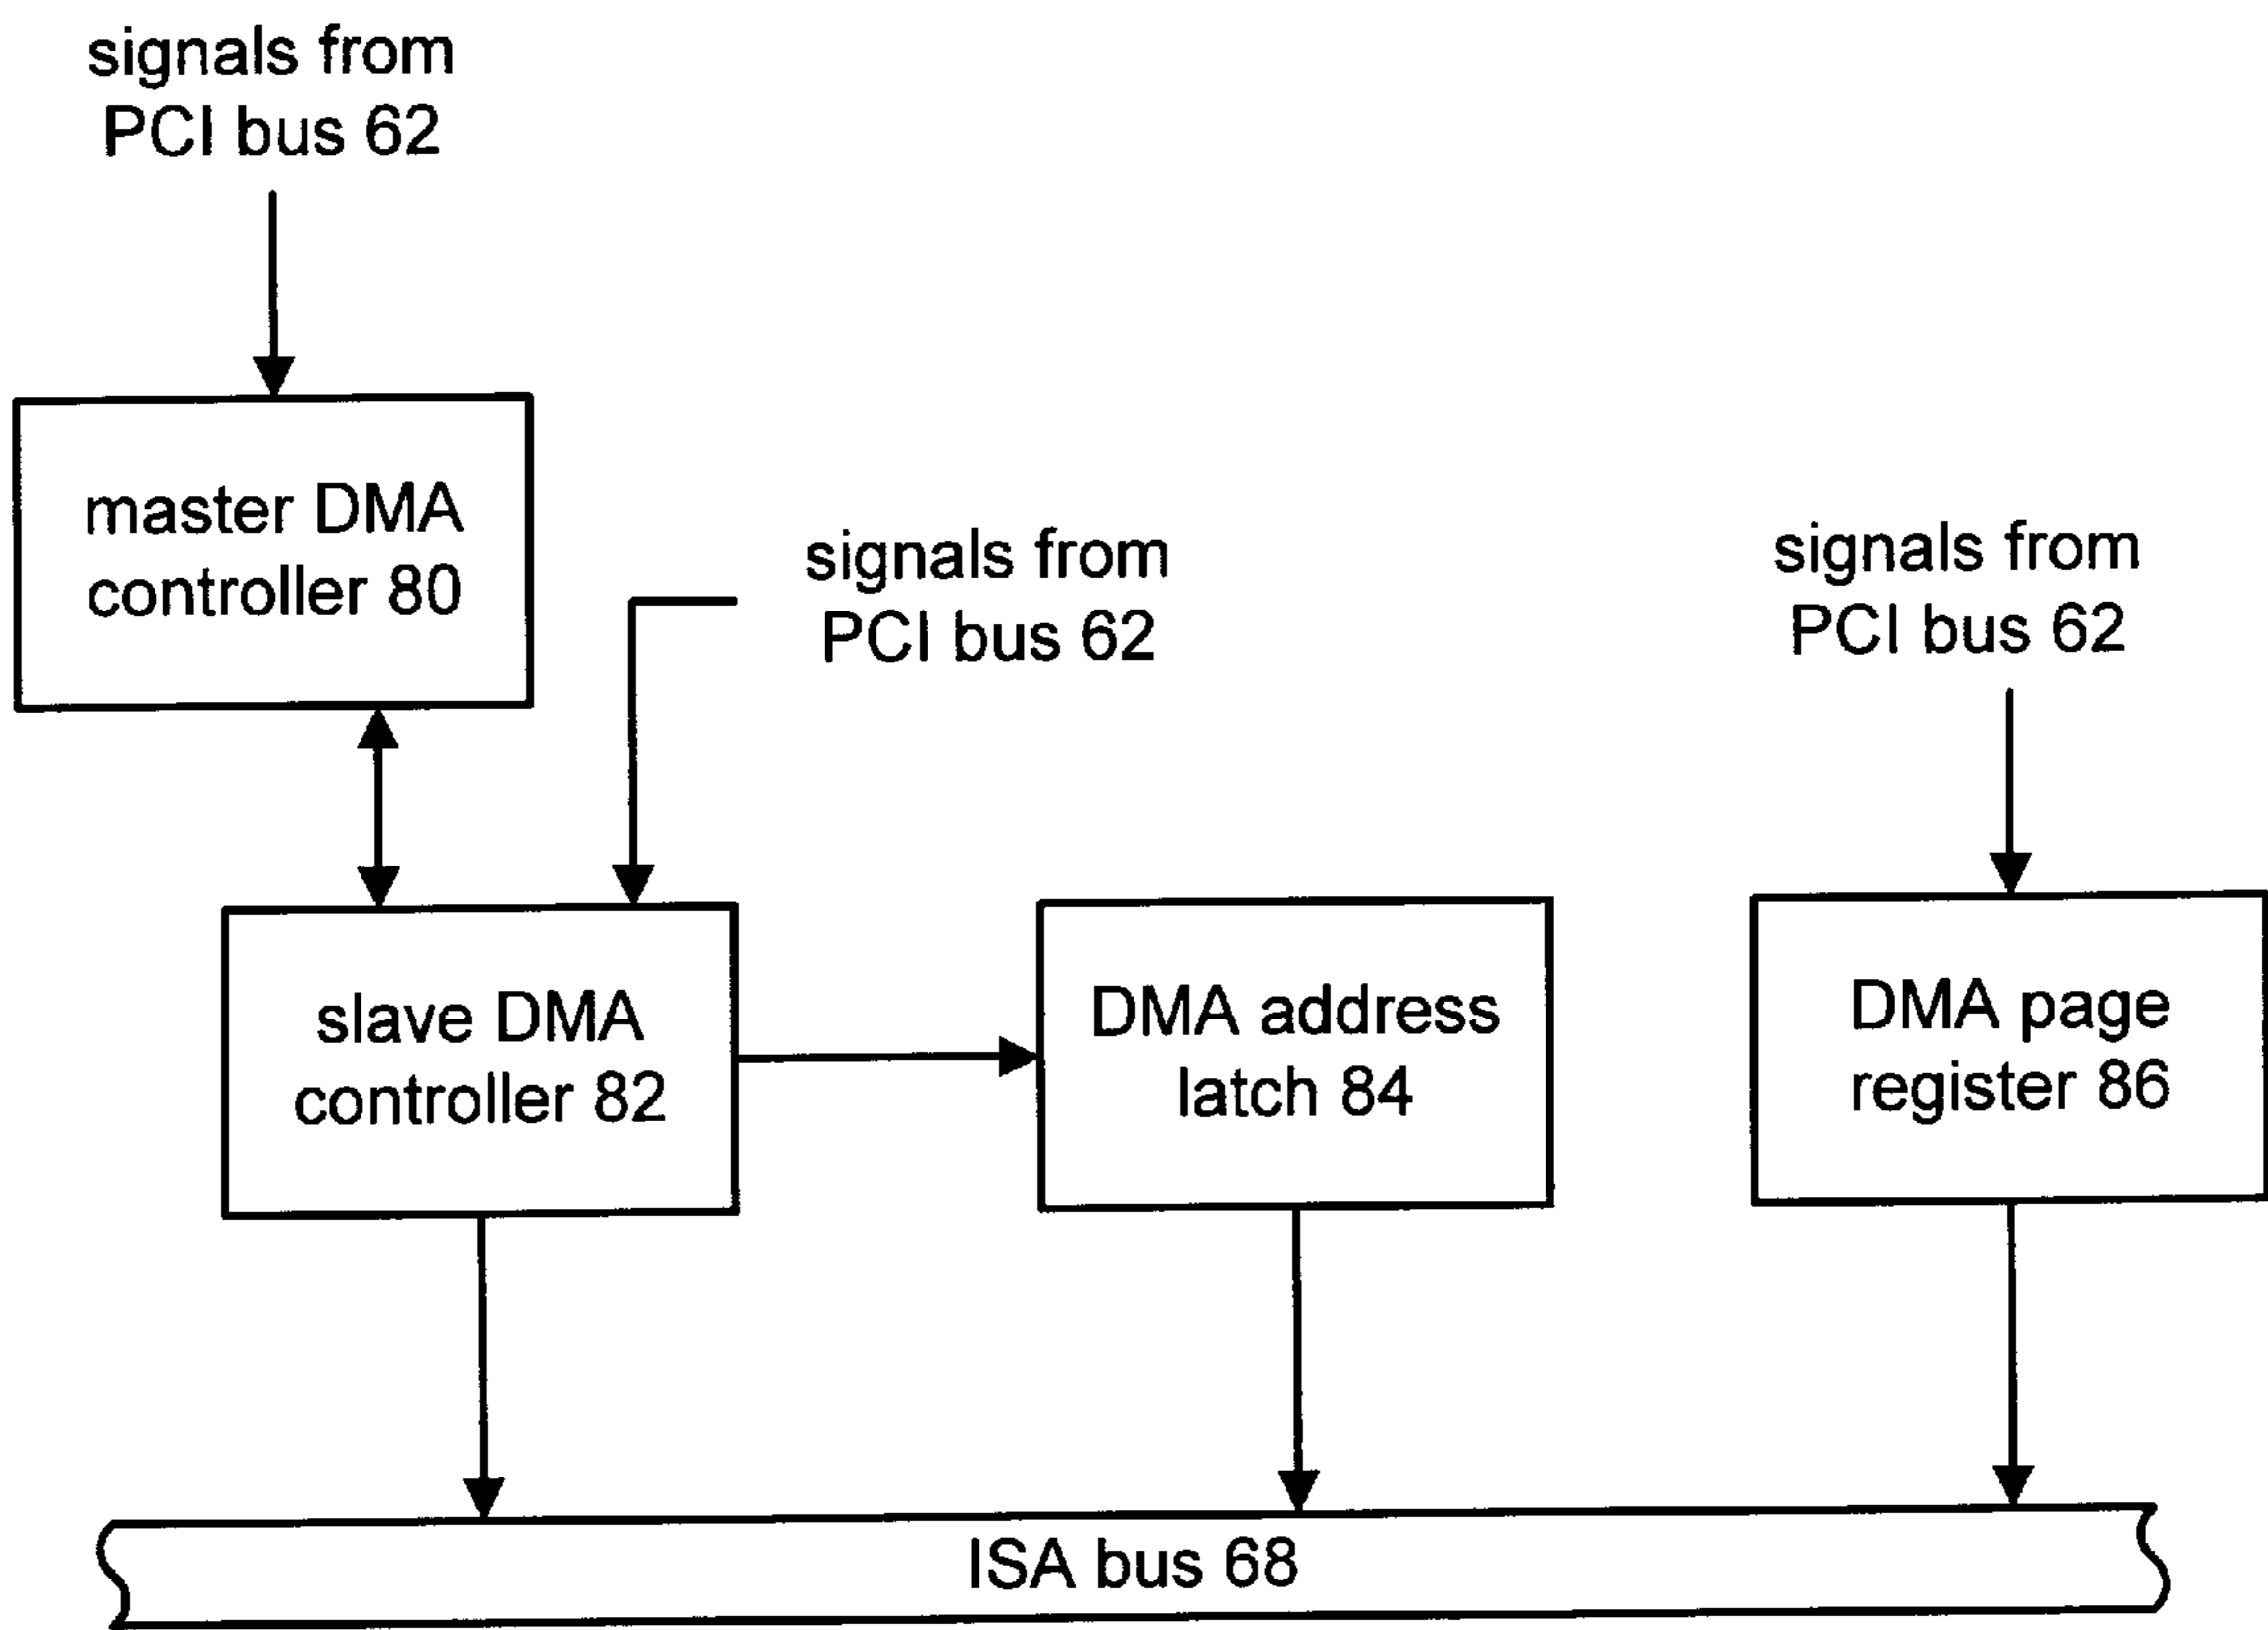 signals from
PCI bus 62
master DMA
controller 80
signals from
PCI bus 62
signals from
PCI bus 62
slave DMA
controller 82
DMA address
latch 84
DMA page
register 86
ISA bus 68